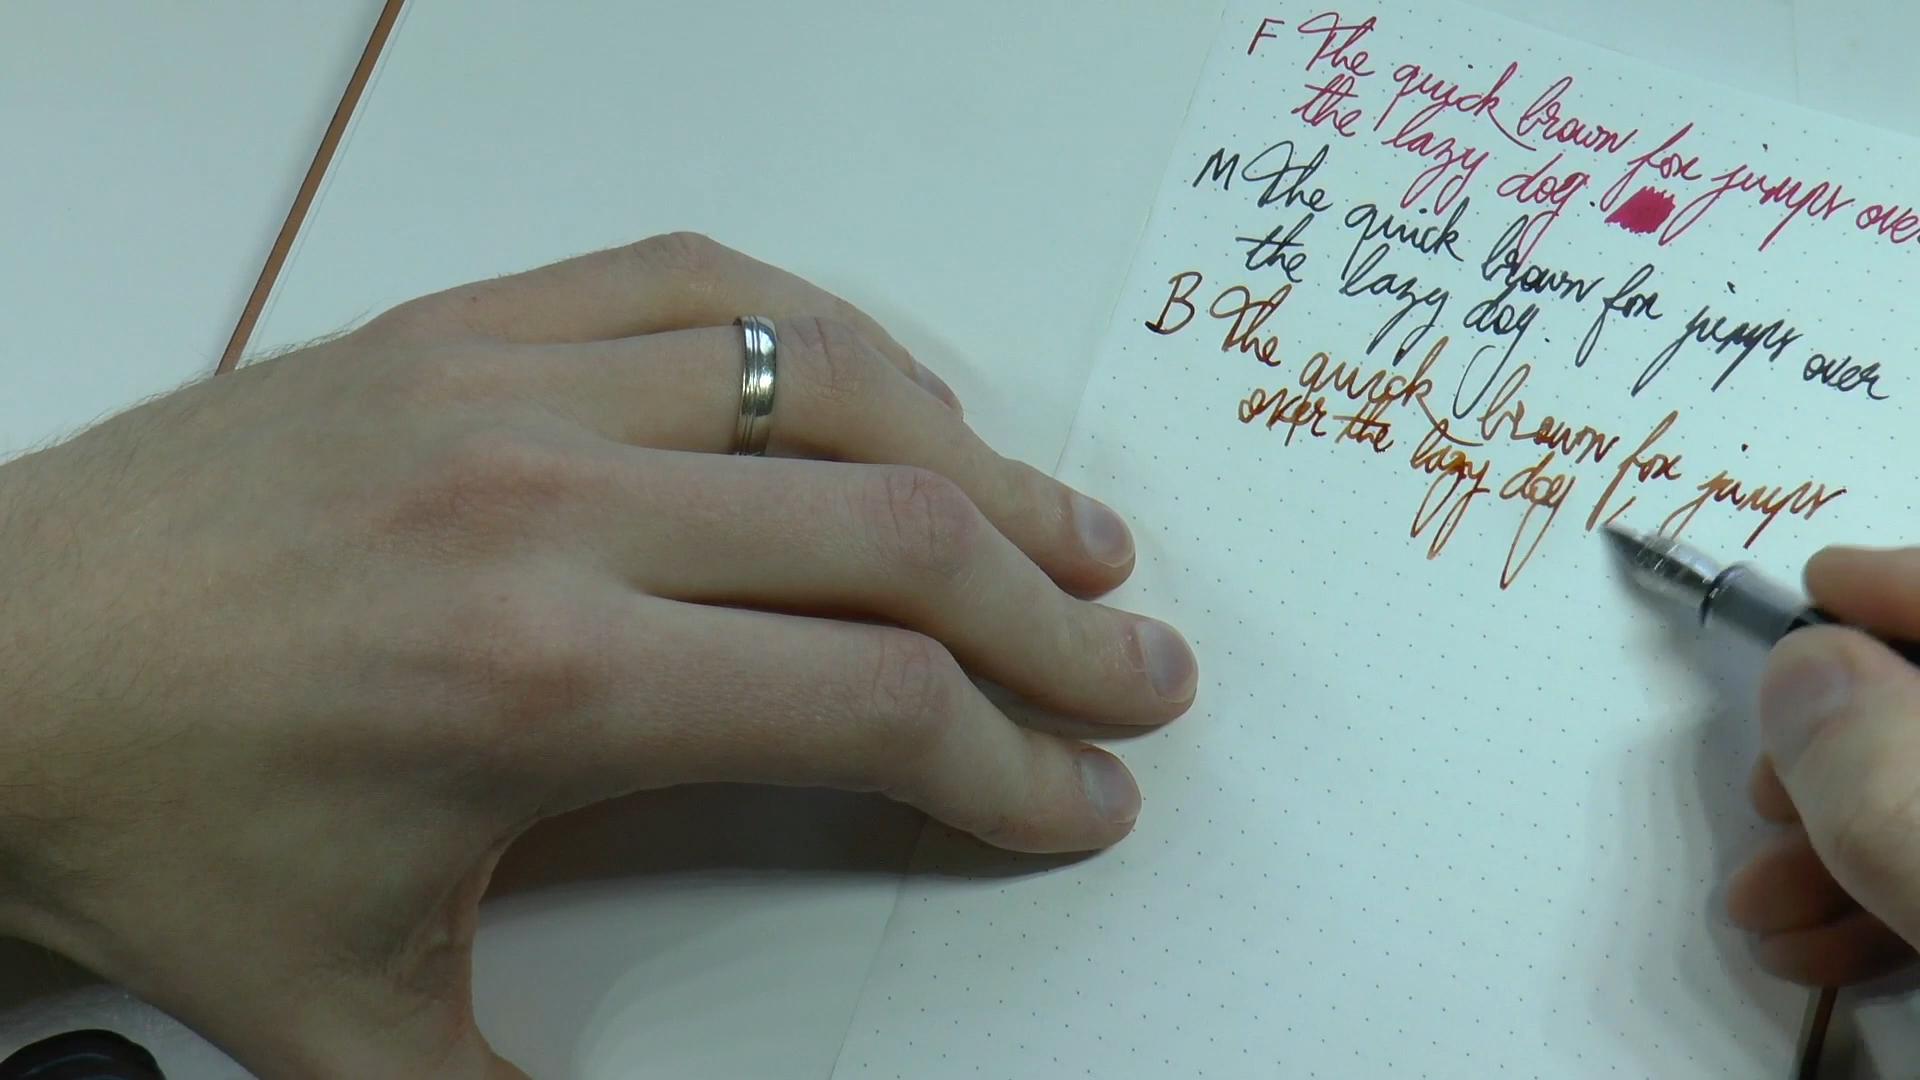 F The quick brown fox jumps over
the lazy dog.
M The quick brown fox jumps over
the lazy dog.
B The quick brown fox jumps
over the lazy dog